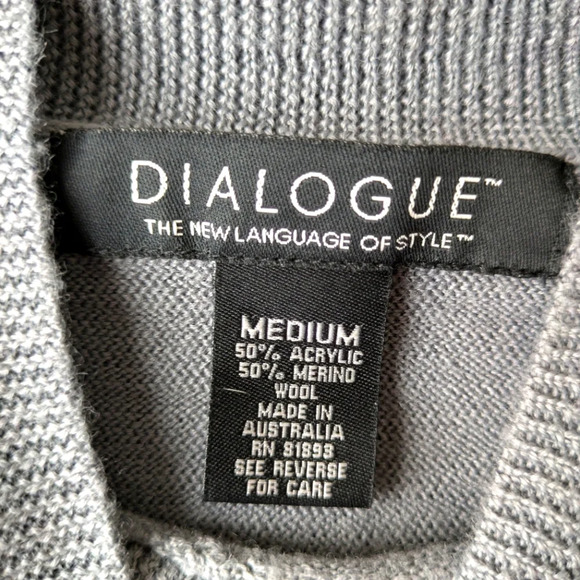 DIALOGUE™
THE NEW LANGUAGE OF STYLE™
MEDIUM
50% ACRYLIC
50% MERINO
WOOL
MADE IN
AUSTRALIA
RN 81898
SEE REVERSE
FOR CARE